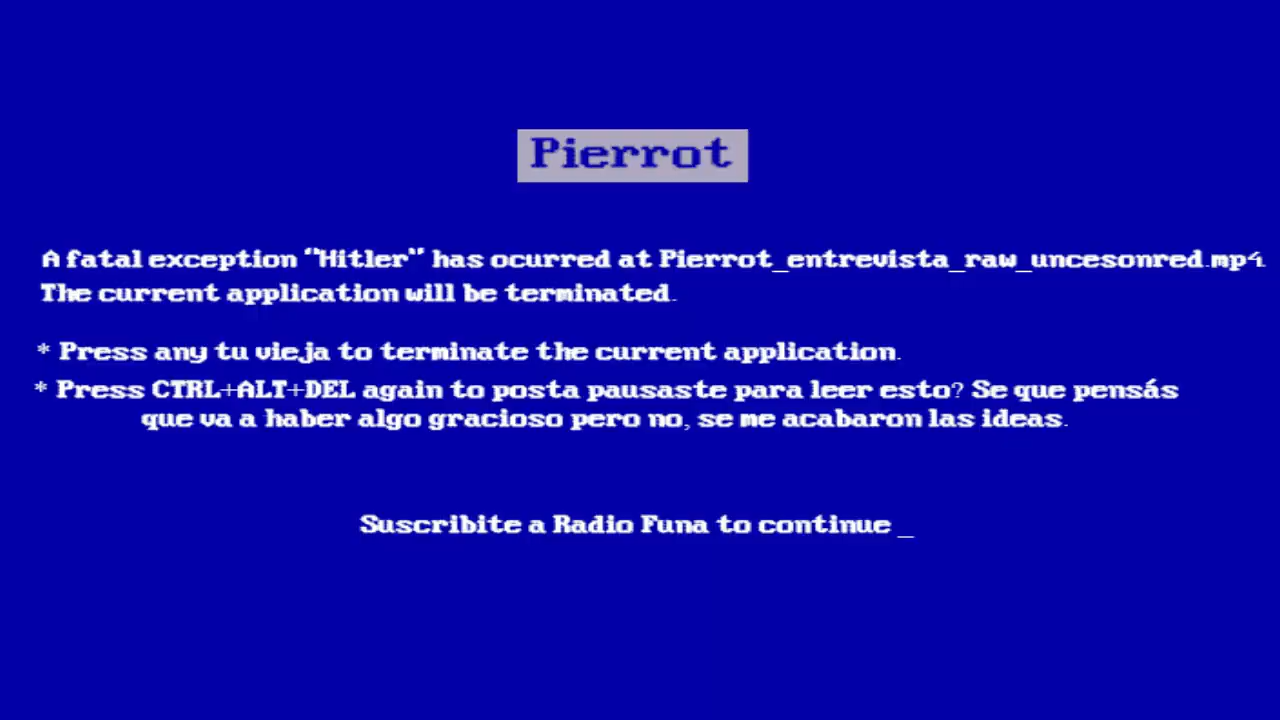 Pierrot
A fatal exception "Hitler" has ocurred at Pierrot_entrevista_raw_uncesonred.mp4
The current application will be terminated.
* Press any tu vieja to terminate the current application.
* Press CTRL+ALT+DEL again to posta pausaste para leer esto? Se que pensás
que va a haber algo gracioso pero no, se me acabaron las ideas.
Suscribite a Radio Funa to continue _